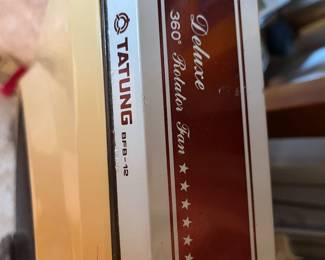 Deluxe
360° Rotator Fan
★★★★★★
TATUNG BFB-12